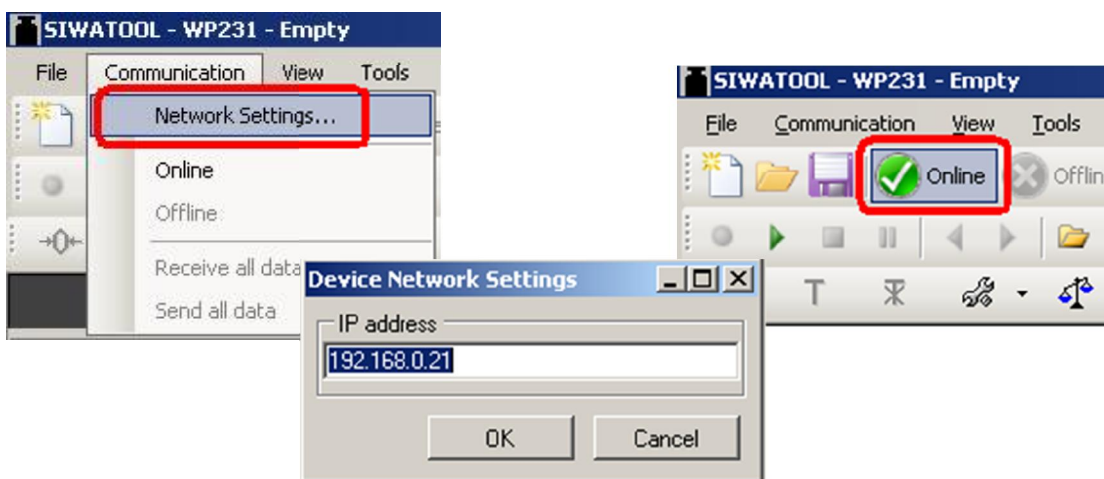 SIWATOOL - WP231 - Empty
File Communication View Tools
Network Settings...
Online
Offline
Receive all data
Send all data
Device Network Settings
IP address
192.168.0.21
OK Cancel
SIWATOOL - WP231 - Empty
File Communication View Tools
Online Offlin
T